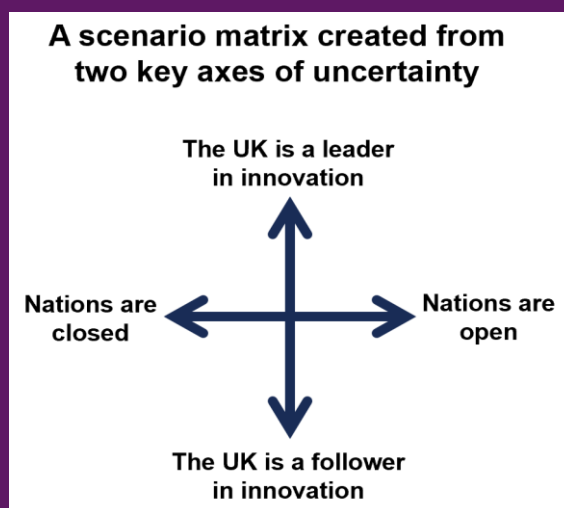 A scenario matrix created from
two key axes of uncertainty
The UK is a leader
in innovation
Nations are
closed
Nations are
open
The UK is a follower
in innovation